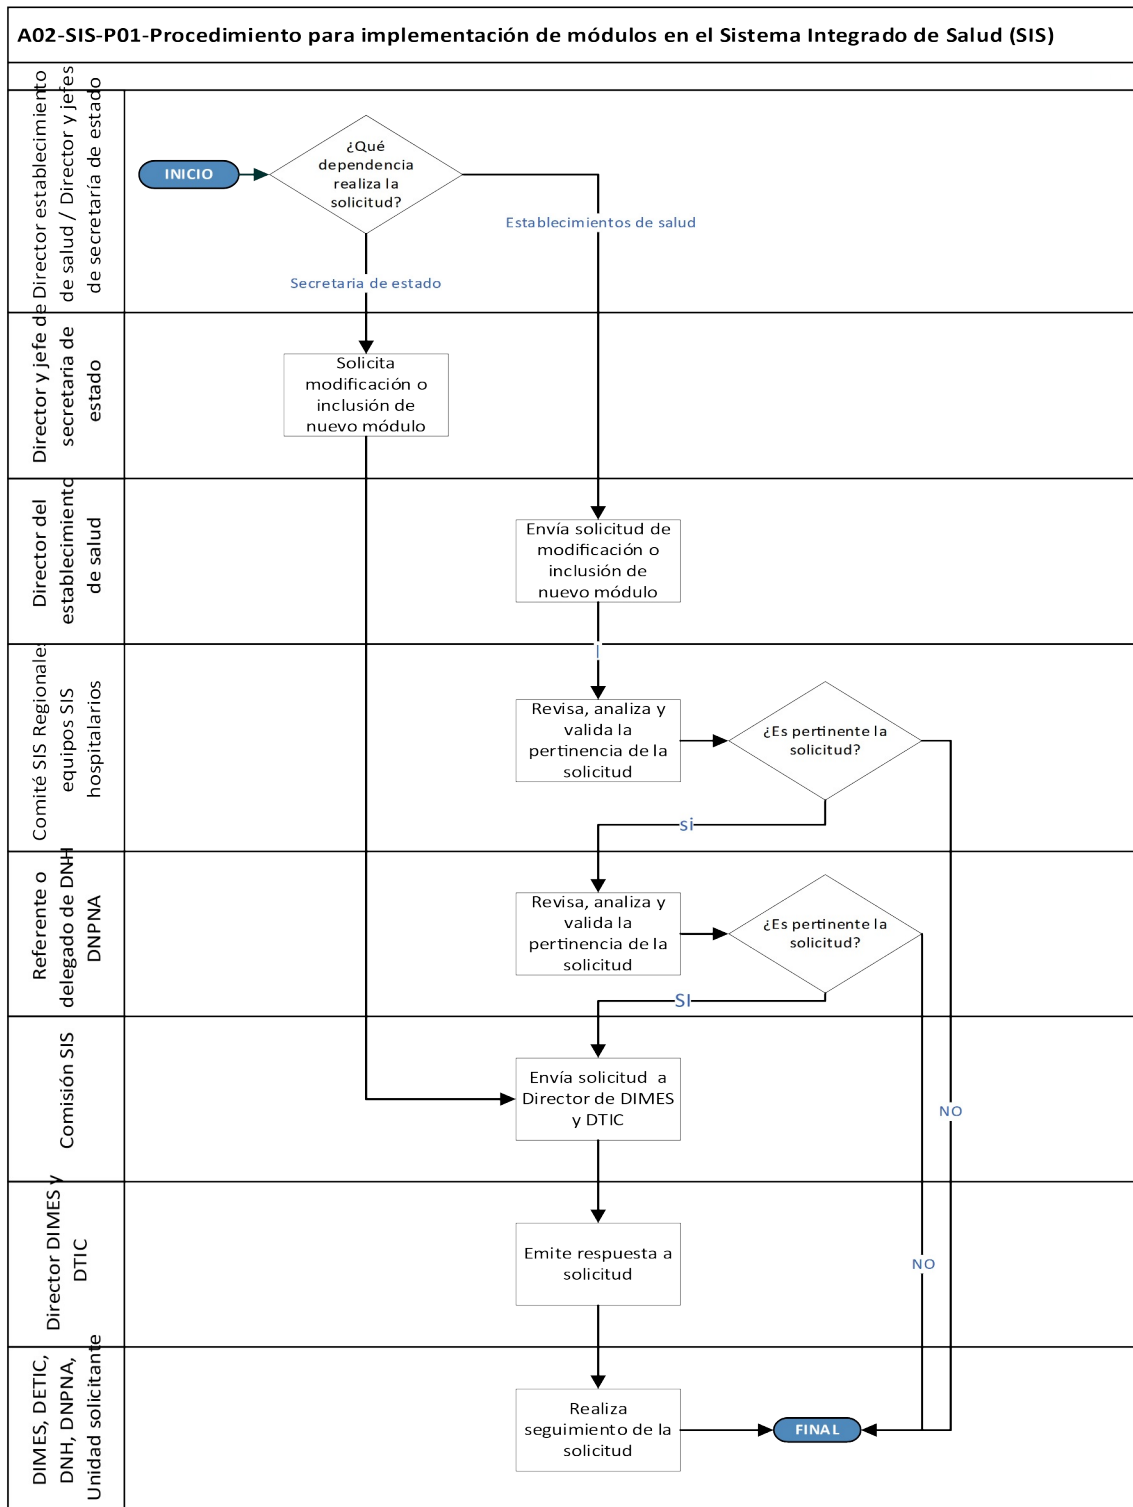 A02-SIS-P01-Procedimiento para implementación de módulos en el Sistema Integrado de Salud (SIS)
Director establecimiento
de salud / Director y jefes
de secretaría de estado
INICIO
¿Qué
dependencia
realiza la
solicitud?
Establecimientos de salud
Secretaria de estado
Director y jefe de
secretaria de
estado
Solicita
modificación o
inclusión de
nuevo módulo
Director del
establecimiento
de salud
Envía solicitud de
modificación o
inclusión de
nuevo módulo
I
Comité SIS Regionales
equipos SIS
hospitalarios
Revisa, analiza y
valida la
pertinencia de la
solicitud
¿Es pertinente la
solicitud?
si
Referente o
delegado de DNH
DNPNA
Revisa, analiza y
valida la
pertinencia de la
solicitud
¿Es pertinente la
solicitud?
SI
Comisión SIS
Envía solicitud a
Director de DIMES
y DTIC
NO
Director DIMES y
DTIC
Emite respuesta a
solicitud
NO
DIMES, DETIC,
DNH, DNPNA,
Unidad solicitante
Realiza
seguimiento de la
solicitud
FINAL